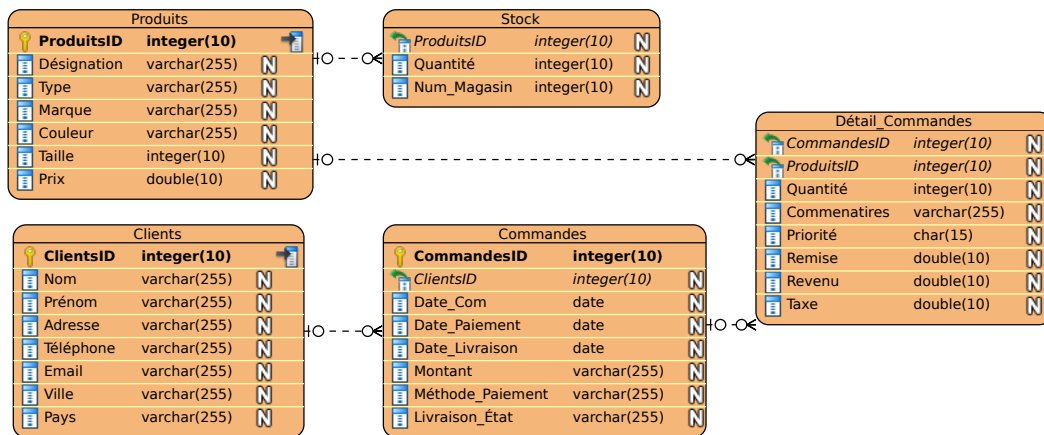 Produits
ProduitsID integer(10)
Désignation varchar(255) N
Type varchar(255) N
Marque varchar(255) N
Couleur varchar(255) N
Taille integer(10) N
Prix double(10) N
Stock
ProduitsID integer(10) N
Quantité integer(10) N
Num_Magasin integer(10) N
Détail_Commandes
CommandesID integer(10) N
ProduitsID integer(10) N
Quantité integer(10) N
Commenatires varchar(255) N
Priorité char(15) N
Remise double(10) N
Revenu double(10) N
Taxe double(10) N
Clients
ClientsID integer(10)
Nom varchar(255) N
Prénom varchar(255) N
Adresse varchar(255) N
Téléphone varchar(255) N
Email varchar(255) N
Ville varchar(255) N
Pays varchar(255) N
Commandes
CommandesID integer(10)
ClientsID integer(10) N
Date_Com date N
Date_Paiement date N
Date_Livraison date N
Montant varchar(255) N
Méthode_Paiement varchar(255) N
Livraison_État varchar(255) N